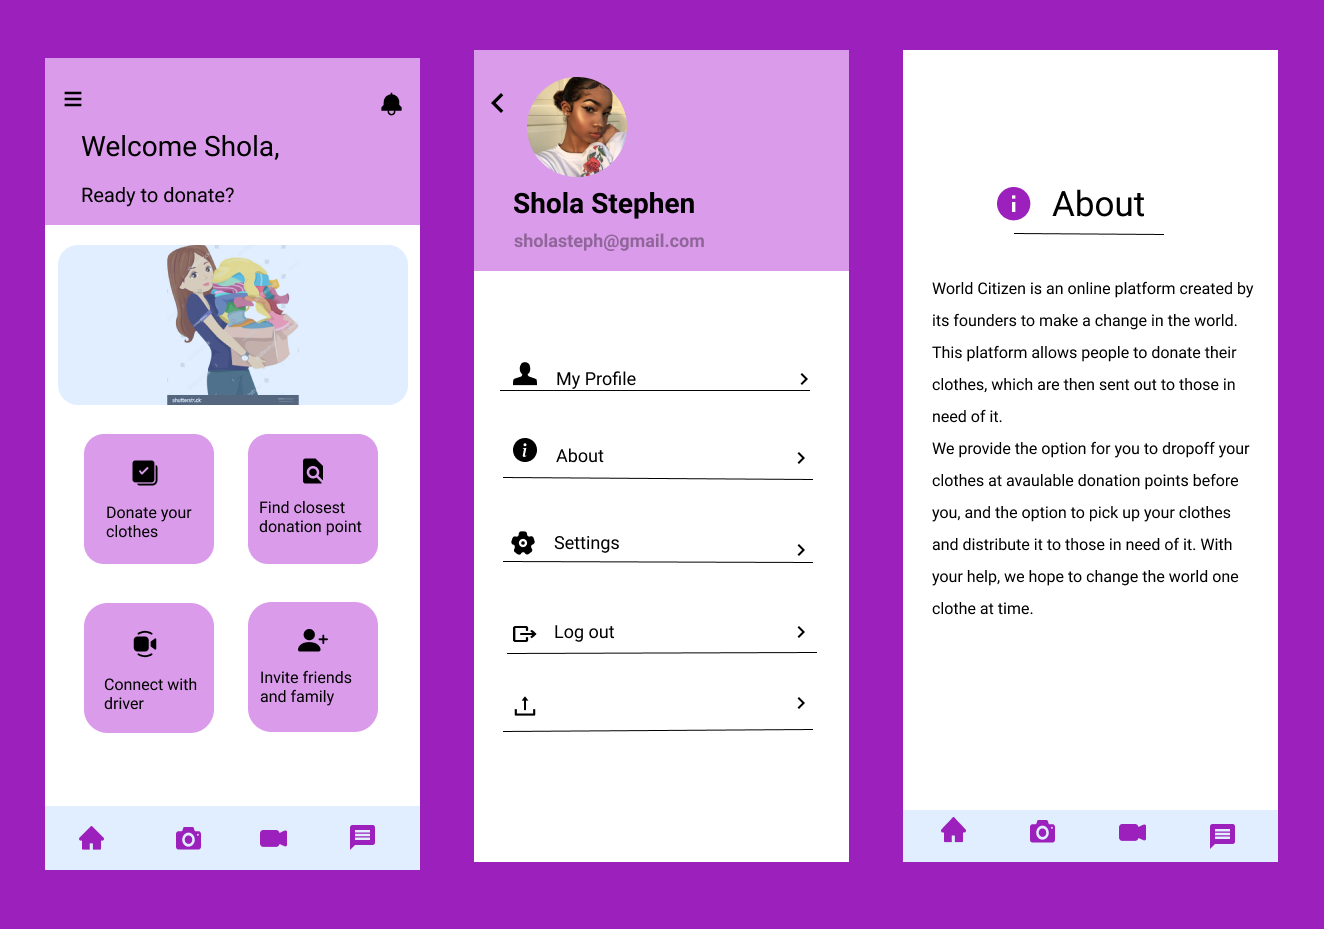 Welcome Shola,
Ready to donate?
shutterstock
Donate your
clothes
Find closest
donation point
Connect with
driver
Invite friends
and family
Shola Stephen
sholasteph@gmail.com
My Profile
About
Settings
Log out
About
World Citizen is an online platform created by
its founders to make a change in the world.
This platform allows people to donate their
clothes, which are then sent out to those in
need of it.
We provide the option for you to dropoff your
clothes at avaulable donation points before
you, and the option to pick up your clothes
and distribute it to those in need of it. With
your help, we hope to change the world one
clothe at time.